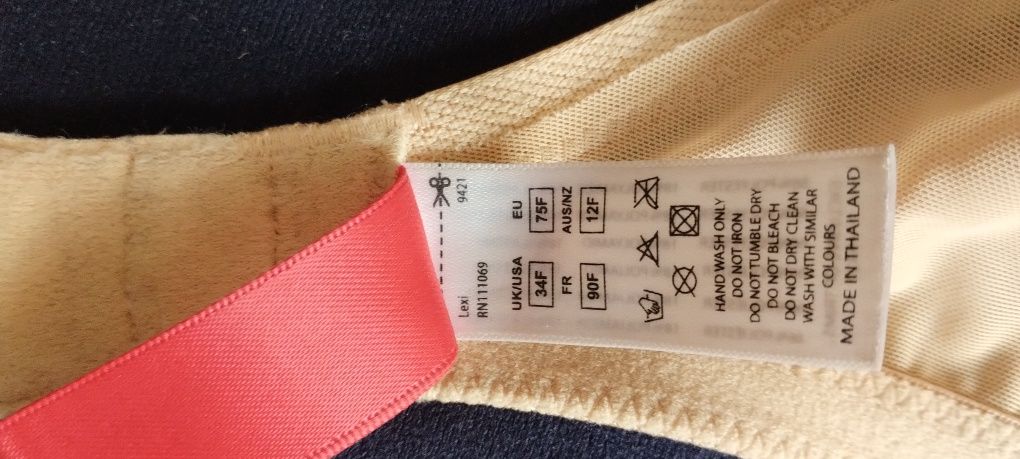 Lexi 9421
RN111069
UK/USA EU
34F 75F
FR AUS/NZ
90F 12F
HAND WASH ONLY
DO NOT IRON
DO NOT TUMBLE DRY
DO NOT BLEACH
DO NOT DRY CLEAN
WASH WITH SIMILAR
COLOURS
MADE IN THAILAND